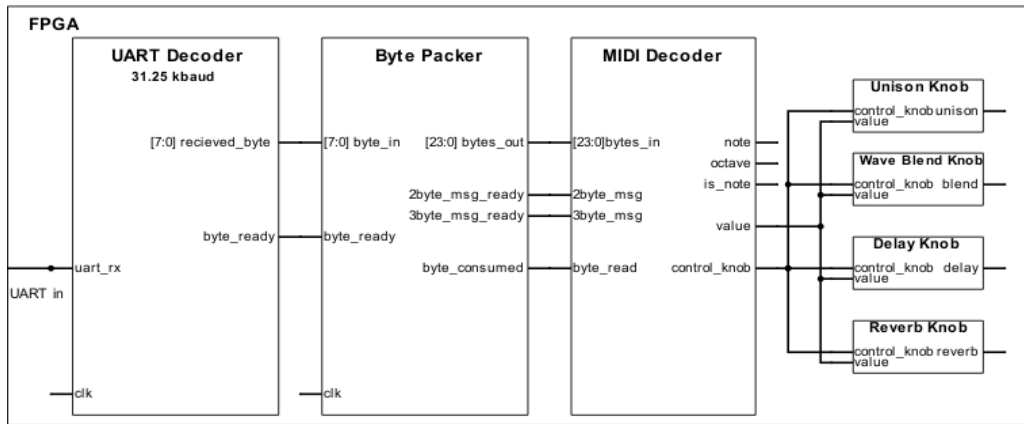 FPGA
UART Decoder
31.25 kbaud
[7:0] recieved_byte
byte_ready
uart_rx
UART in
clk
Byte Packer
[7:0] byte_in
[23:0] bytes_out
2byte_msg_ready
3byte_msg_ready
byte_ready
byte_consumed
clk
MIDI Decoder
[23:0]bytes_in
note
octave
is_note
2byte_msg
3byte_msg
value
byte_read
control_knob
Unison Knob
control_knob unison
value
Wave Blend Knob
control_knob blend
value
Delay Knob
control_knob delay
value
Reverb Knob
control_knob reverb
value